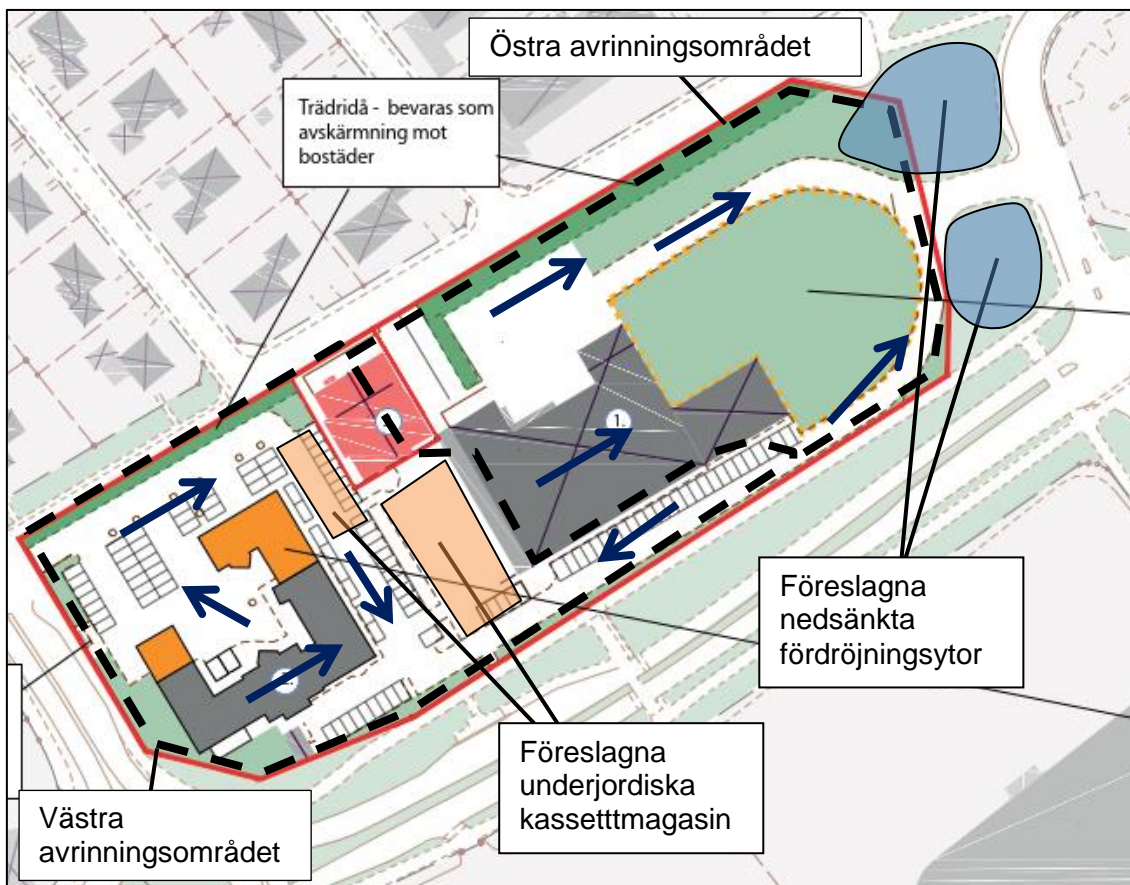 Östra avrinningsområdet
Trädridå - bevaras som
avskärmning mot
bostäder
1.
Föreslagna
nedsänkta
fördröjningsytor
Föreslagna
underjordiska
kassetttmagasin
Västra
avrinningsområdet